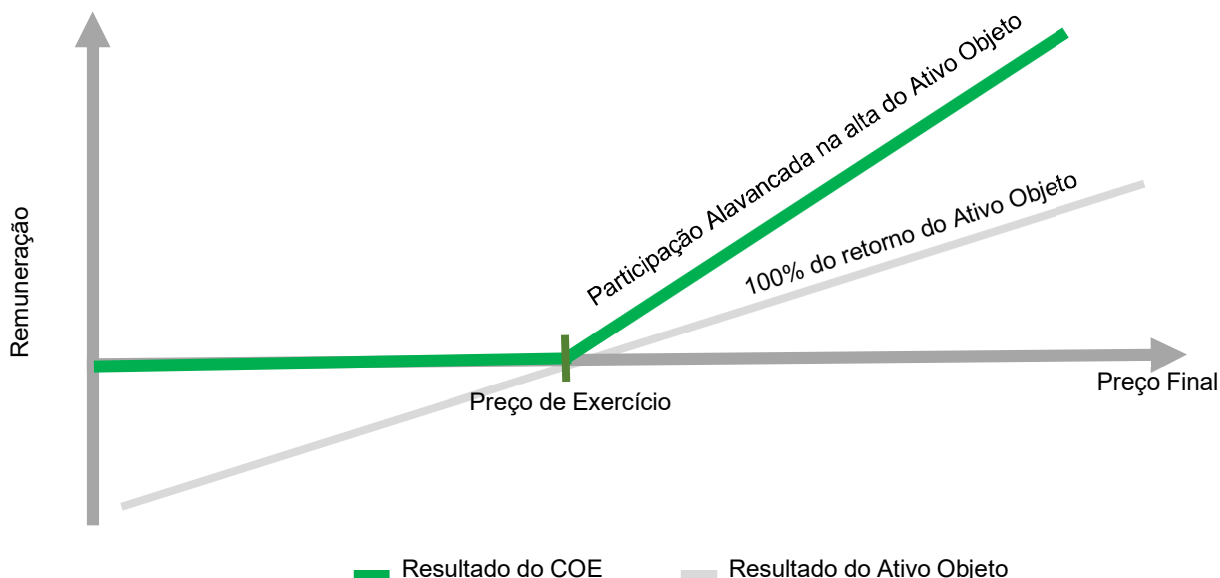 Participação Alavancada na alta do Ativo Objeto
100% do retorno do Ativo Objeto
Remuneração
Preço Final
Preço de Exercício
Resultado do COE
Resultado do Ativo Objeto